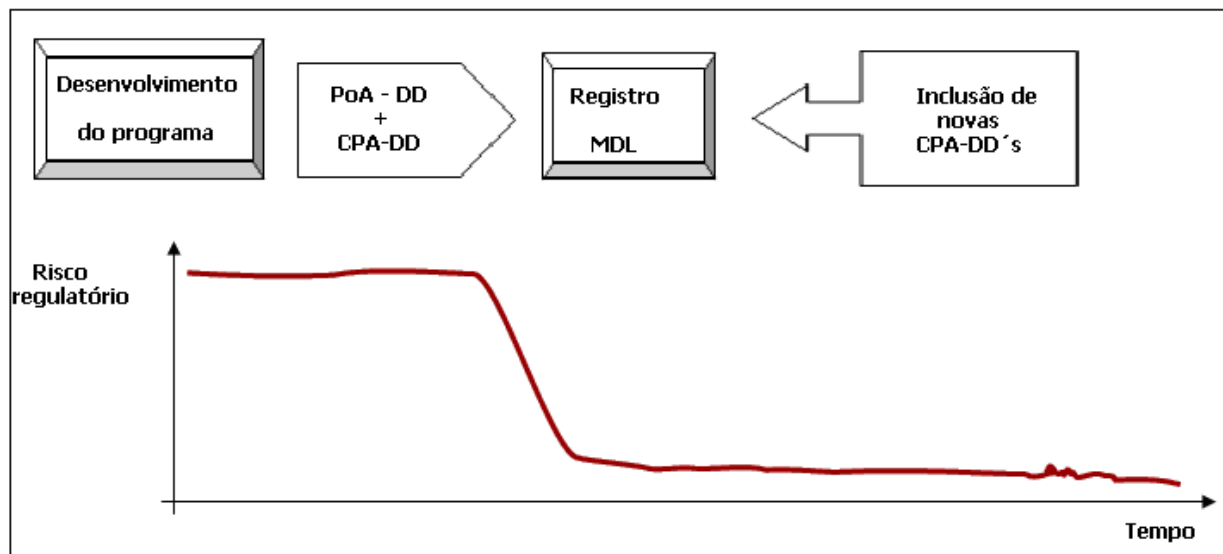 Desenvolvimento
do programa
PoA - DD
+
CPA-DD
Registro
MDL
Inclusão de
novas
CPA-DD´s
Risco
regulatório
Tempo